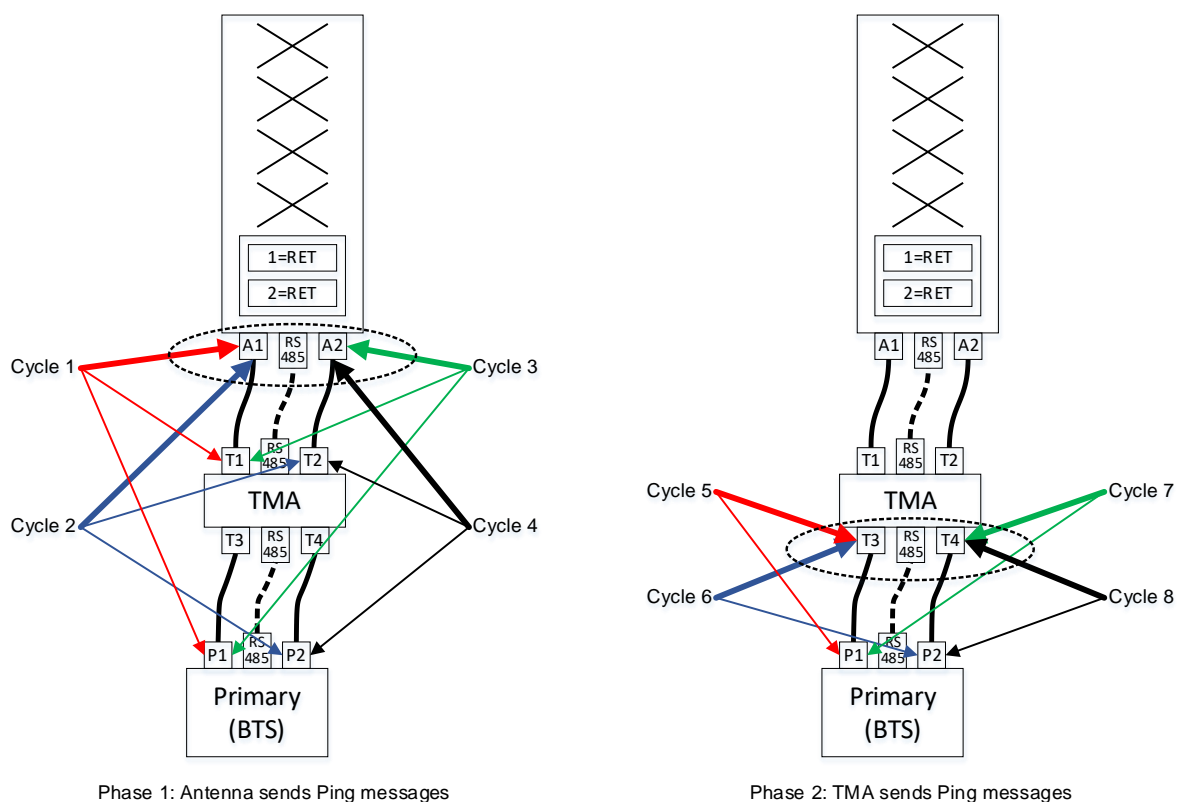 1=RET
2=RET
A1
RS
485
A2
Cycle 1
Cycle 3
T1
RS
485
T2
TMA
Cycle 2
Cycle 4
T3
RS
485
T4
P1
RS
485
P2
Primary
(BTS)
Phase 1: Antenna sends Ping messages
1=RET
2=RET
A1
RS
485
A2
T1
RS
485
T2
TMA
Cycle 5
Cycle 7
T3
RS
485
T4
Cycle 6
Cycle 8
P1
RS
485
P2
Primary
(BTS)
Phase 2: TMA sends Ping messages